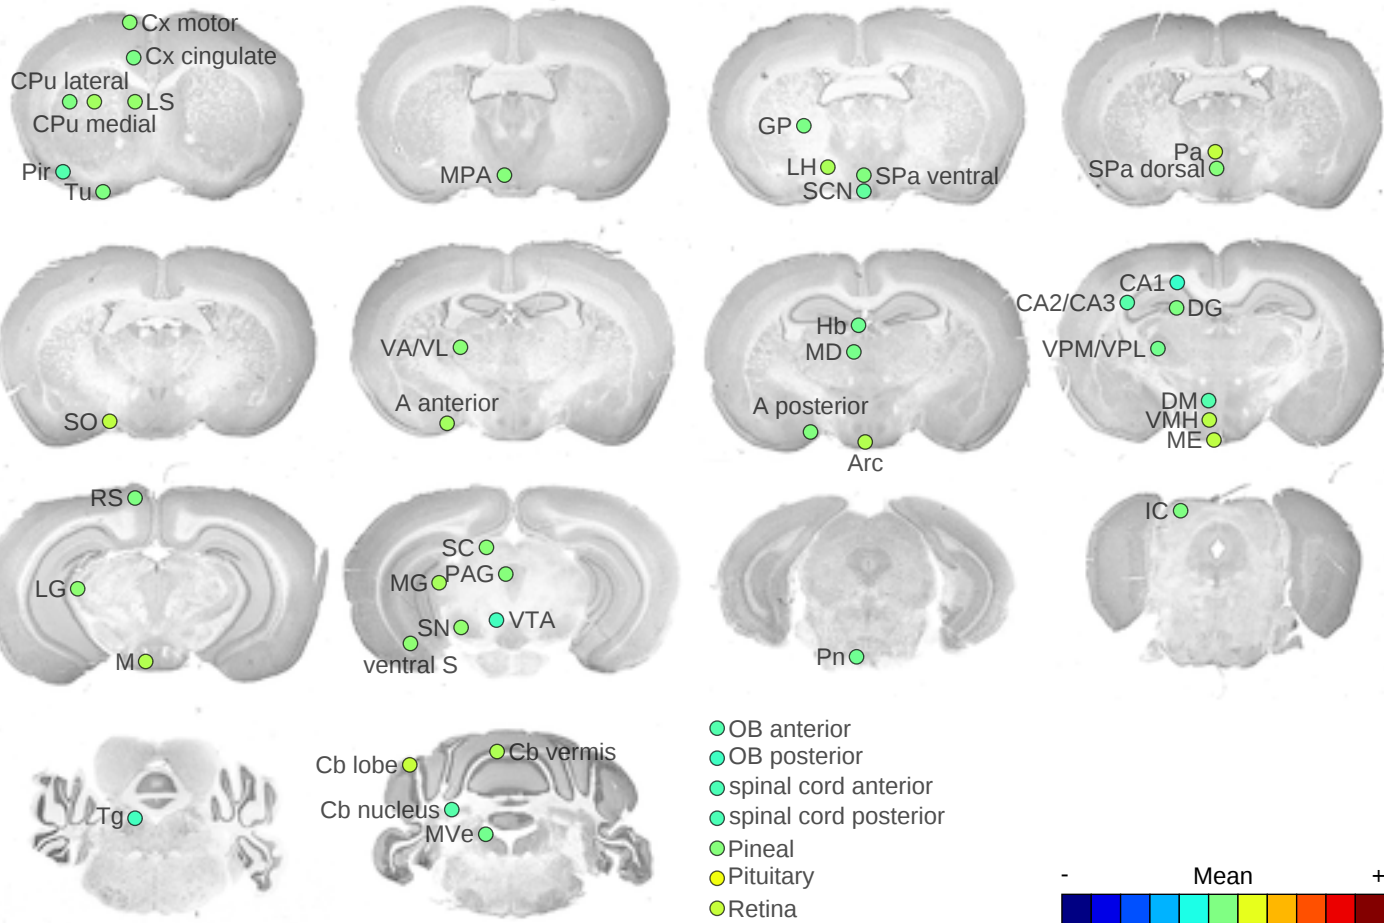 Cx motor
Cx cingulate
CPu lateral
LS
CPu medial
Pir
Tu
MPA
GP
LH
SPa ventral
SCN
Pa
SPa dorsal
SO
VA/VL
A anterior
Hb
MD
A posterior
Arc
CA1
CA2/CA3
DG
VPM/VPL
DM
VMH
ME
RS
LG
M
SC
MG
PAG
SN
VTA
ventral S
Pn
IC
Tg
Cb lobe
Cb vermis
Cb nucleus
MVe
OB anterior
OB posterior
spinal cord anterior
spinal cord posterior
Pineal
Pituitary
Retina
- Mean +